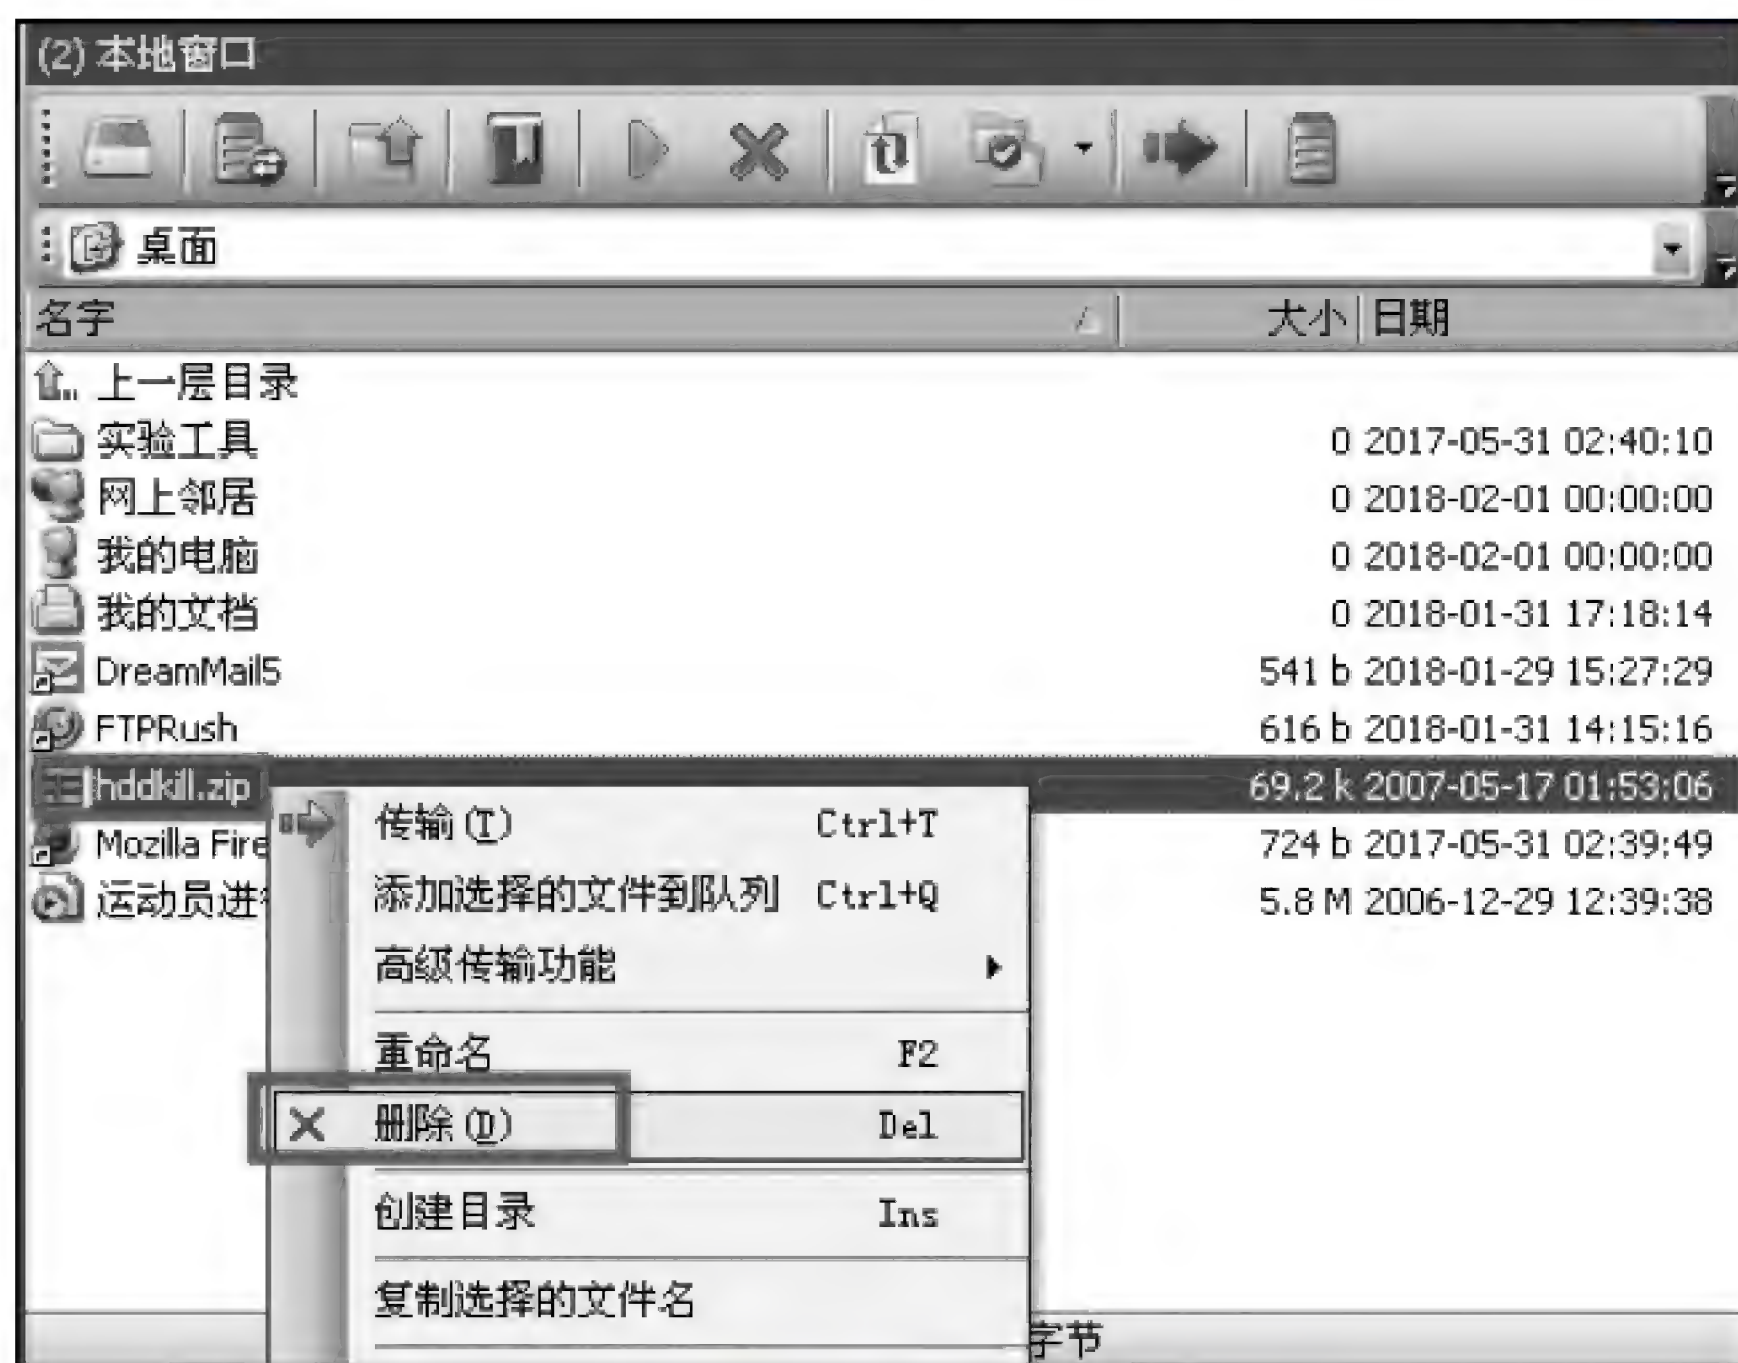 (2) 本地窗口
桌面
名字 大小 日期
上一层目录
实验工具 0 2017-05-31 02:40:10
网上邻居 0 2018-02-01 00:00:00
我的电脑 0 2018-02-01 00:00:00
我的文档 0 2018-01-31 17:18:14
DreamMail5 541 b 2018-01-29 15:27:29
FTPRush 616 b 2018-01-31 14:15:16
hddkill.zip 69.2 k 2007-05-17 01:53:06
Mozilla Fire 724 b 2017-05-31 02:39:49
运动员进 5.8 M 2006-12-29 12:39:38
传输(T) Ctrl+T
添加选择的文件到队列 Ctrl+Q
高级传输功能
重命名 F2
删除(D) Del
创建目录 Ins
复制选择的文件名
字节